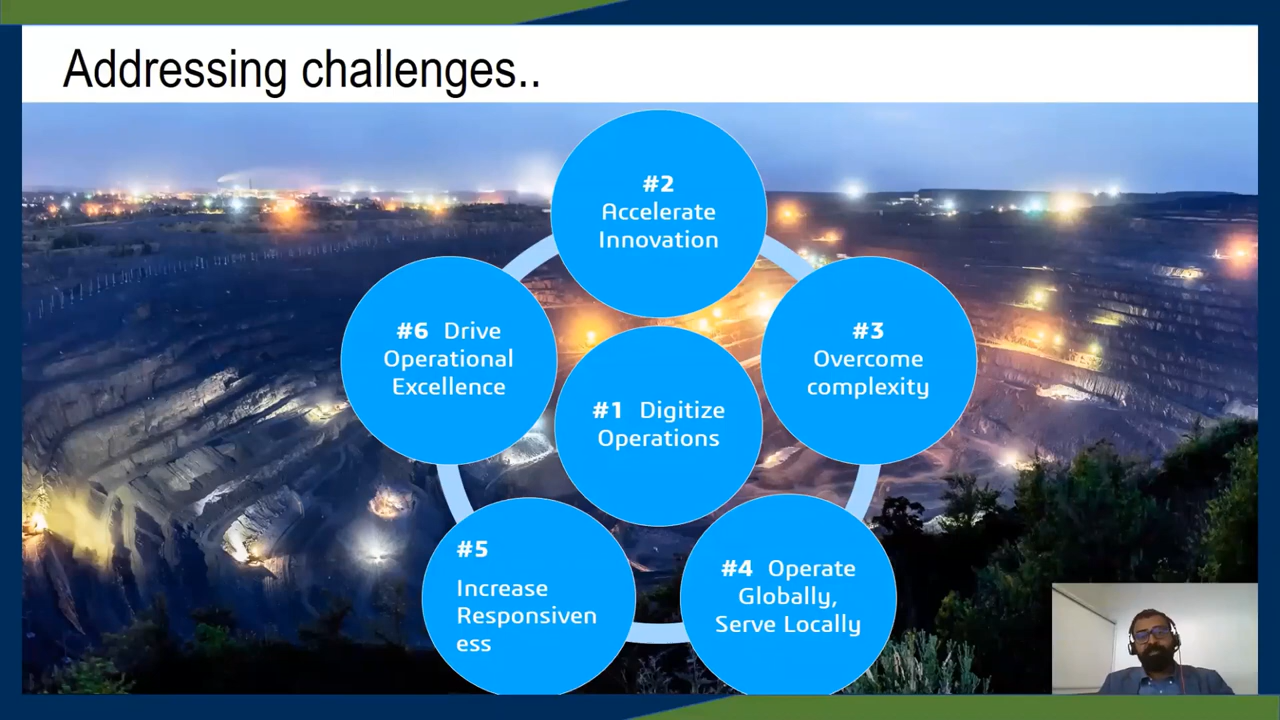 Addressing challenges..
#2
Accelerate
Innovation
#6 Drive
Operational
Excellence
#3
Overcome
complexity
#1 Digitize
Operations
#5
Increase
Responsiven
ess
#4 Operate
Globally,
Serve Locally